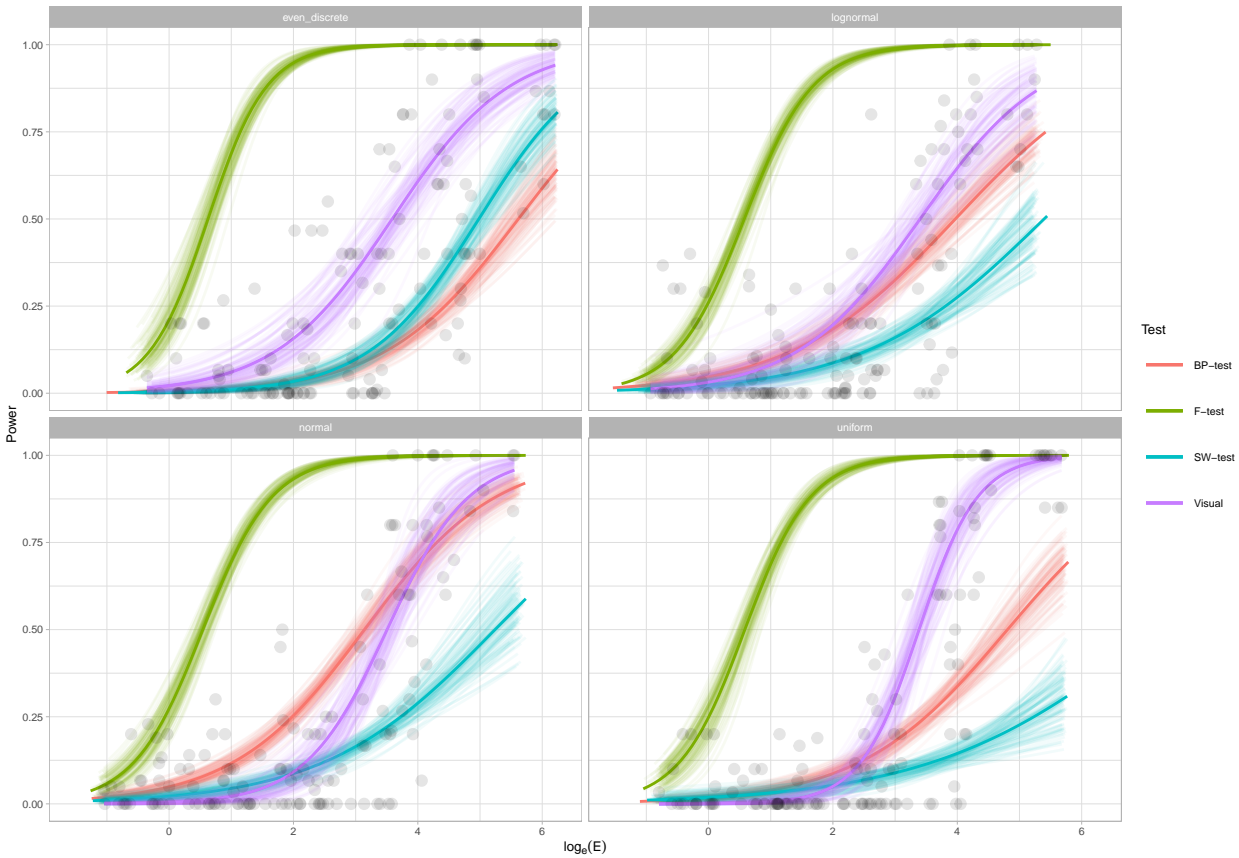 even_discrete
lognormal
1.00
0.75
0.50
0.25
0.00
Power
normal
uniform
1.00
0.75
0.50
0.25
0.00
0
2
4
6
0
2
4
6
loge(E)
Test
BP−test
F−test
SW−test
Visual